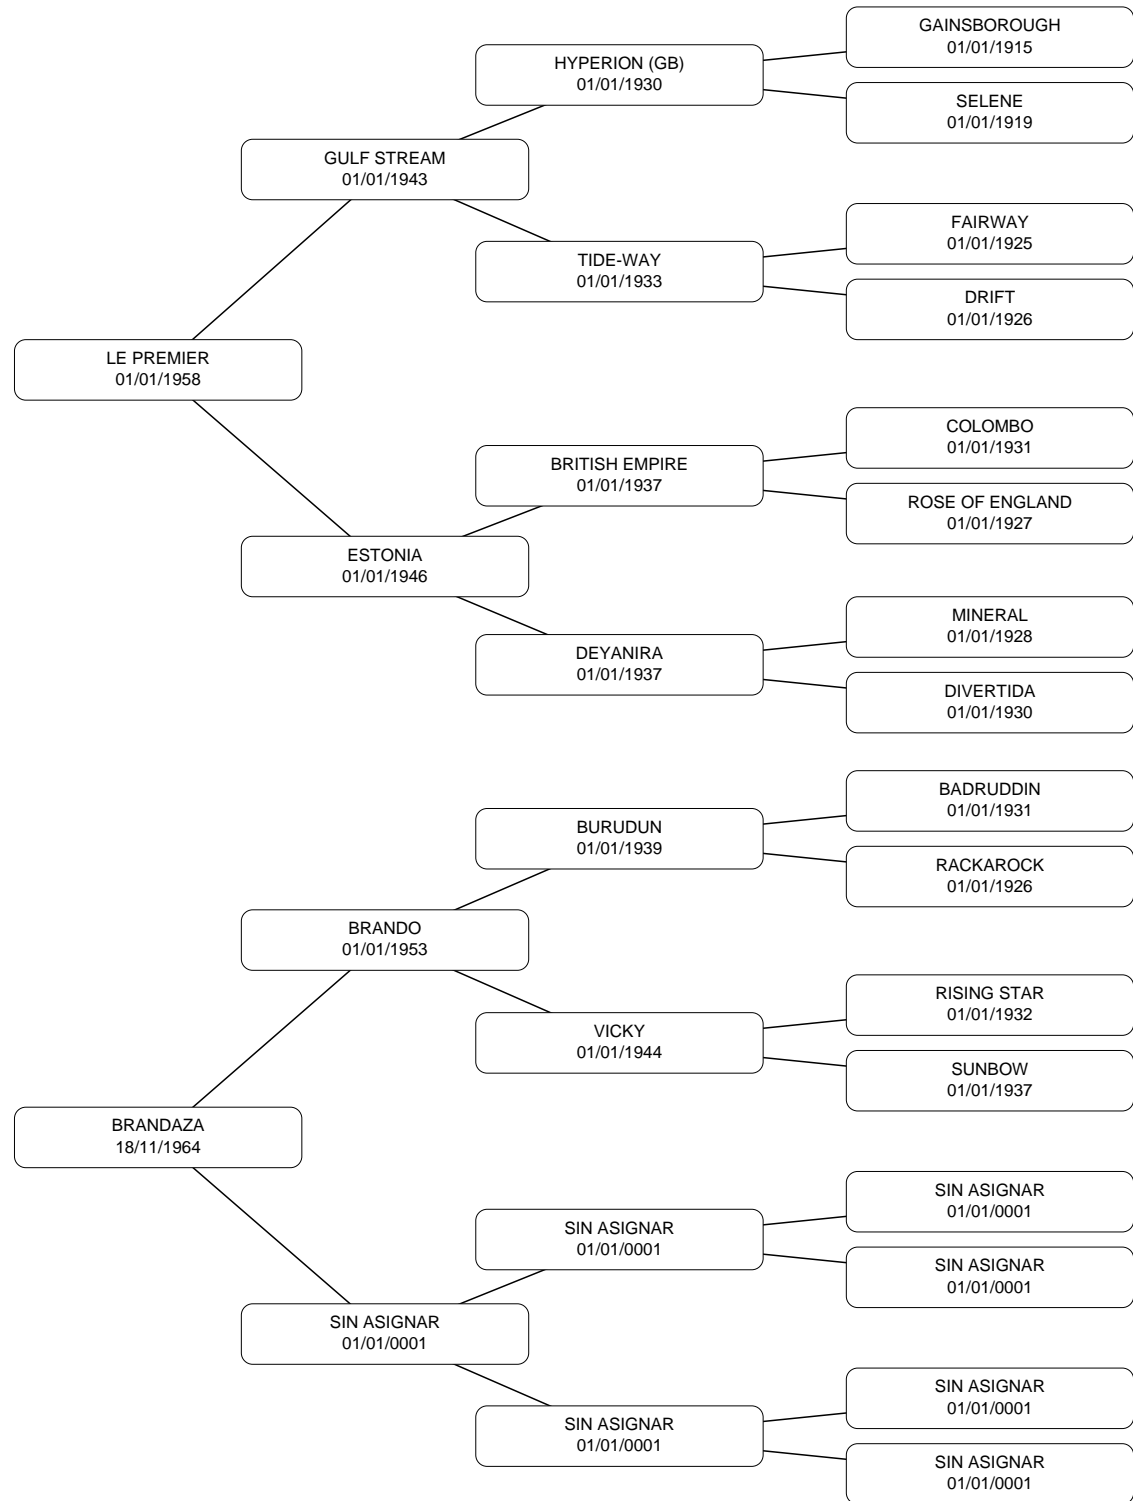 GAINSBOROUGH
01/01/1915
HYPERION (GB)
01/01/1930
SELENE
01/01/1919
GULF STREAM
01/01/1943
FAIRWAY
01/01/1925
TIDE-WAY
01/01/1933
DRIFT
01/01/1926
LE PREMIER
01/01/1958
COLOMBO
01/01/1931
BRITISH EMPIRE
01/01/1937
ROSE OF ENGLAND
01/01/1927
ESTONIA
01/01/1946
MINERAL
01/01/1928
DEYANIRA
01/01/1937
DIVERTIDA
01/01/1930
BADRUDDIN
01/01/1931
BURUDUN
01/01/1939
RACKAROCK
01/01/1926
BRANDO
01/01/1953
RISING STAR
01/01/1932
VICKY
01/01/1944
SUNBOW
01/01/1937
BRANDAZA
18/11/1964
SIN ASIGNAR
01/01/0001
SIN ASIGNAR
01/01/0001
SIN ASIGNAR
01/01/0001
SIN ASIGNAR
01/01/0001
SIN ASIGNAR
01/01/0001
SIN ASIGNAR
01/01/0001
SIN ASIGNAR
01/01/0001